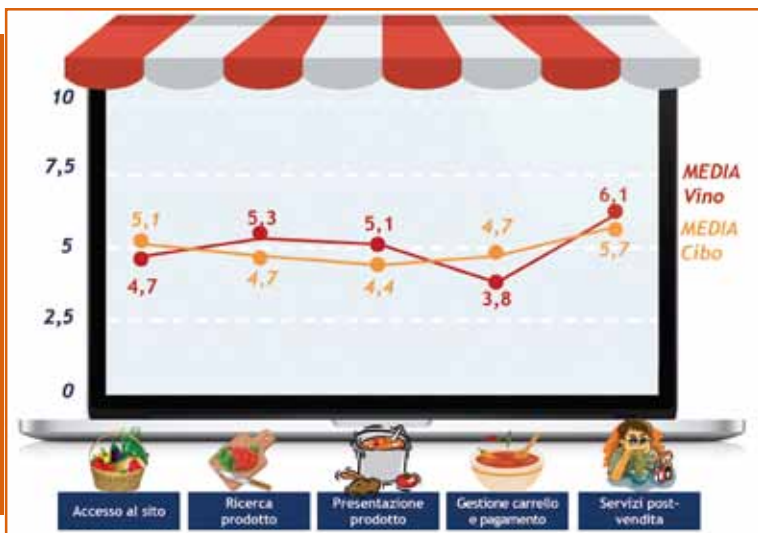 10
7,5
5
2,5
0
5,1
4,7
5,3
4,7
5,1
4,4
4,7
3,8
6,1
5,7
MEDIA
Vino
MEDIA
Cibo
Accesso al sito
Ricerca
prodotto
Presentazione
prodotto
Gestione carrello
e pagamento
Servizi post-
vendita